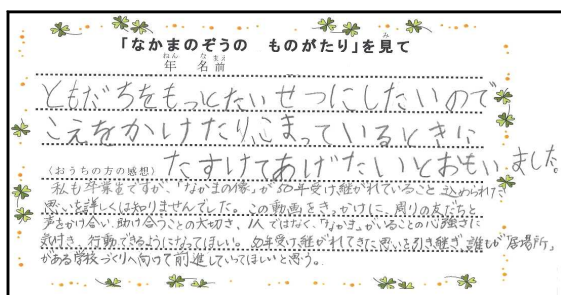 「なかまのぞうの ものがたり」を見て
年 名前
ともだちをもっとたいせつにしたいので
こえをかけたり、こまっているときに
たすけてあげたいとおもいました。
〈おうちの方の感想〉
私も卒業生ですが、「なかまの像」が50年受け継がれていること、込められた
思いを詳しくは知りませんでした。この動画をきっかけに、周りの友だちと
声をかけ合い、助け合うことの大切さ、1人ではなく、「なかま」がいることの心強さに
気付き、行動できるようになってほしい。50年受け継がれてきた思いを引き継ぎ、誰もが「居場所」
がある学校づくりへ向けて前進していってほしいと思う。